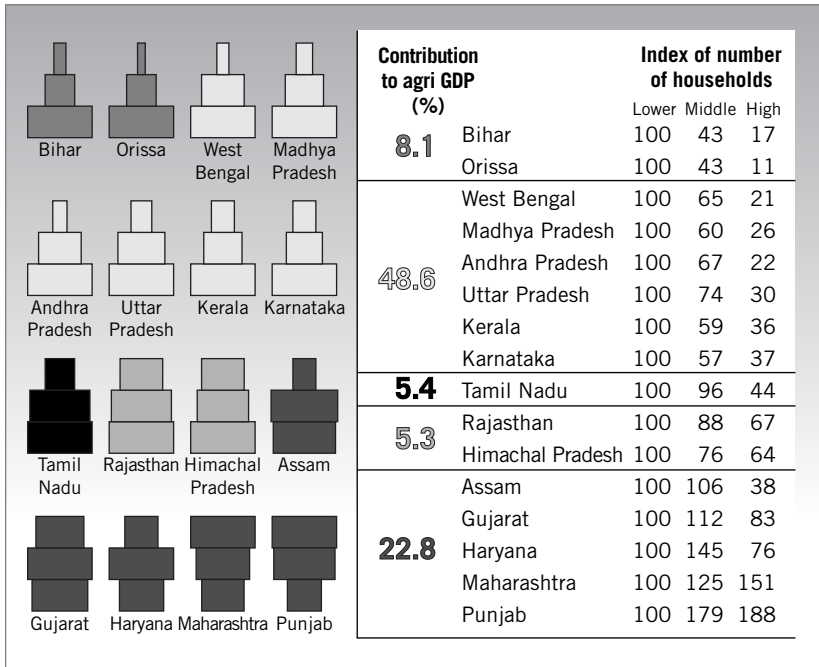 Bihar Orissa West Madhya
Bengal Pradesh
Andhra Uttar Kerala Karnataka
Pradesh Pradesh
Tamil Rajasthan Himachal Assam
Nadu Pradesh
Gujarat Haryana Maharashtra Punjab
Contribution Index of number
to agri GDP of households
(%)
Lower Middle High
8.1
Bihar 100 43 17
Orissa 100 43 11
48.6
West Bengal 100 65 21
Madhya Pradesh 100 60 26
Andhra Pradesh 100 67 22
Uttar Pradesh 100 74 30
Kerala 100 59 36
Karnataka 100 57 37
5.4 Tamil Nadu 100 96 44
5.3
Rajasthan 100 88 67
Himachal Pradesh 100 76 64
22.8
Assam 100 106 38
Gujarat 100 112 83
Haryana 100 145 76
Maharashtra 100 125 151
Punjab 100 179 188